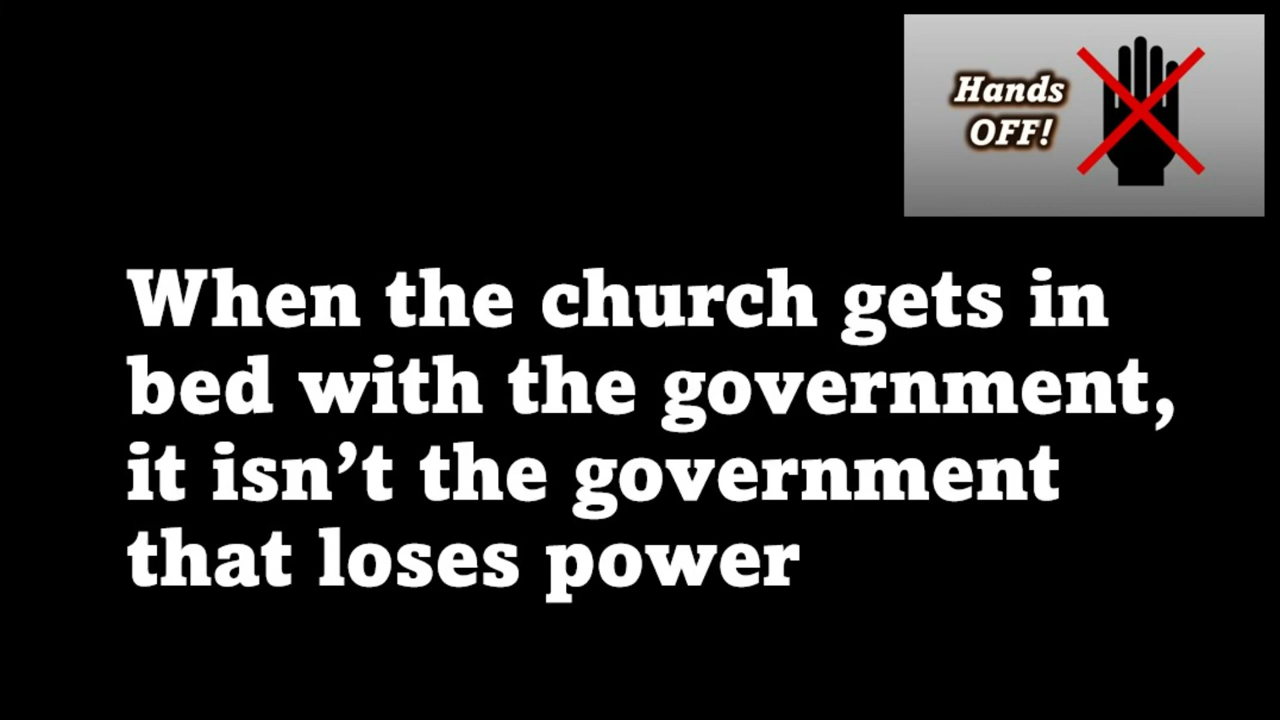 Hands
OFF!
When the church gets in
bed with the government,
it isn’t the government
that loses power